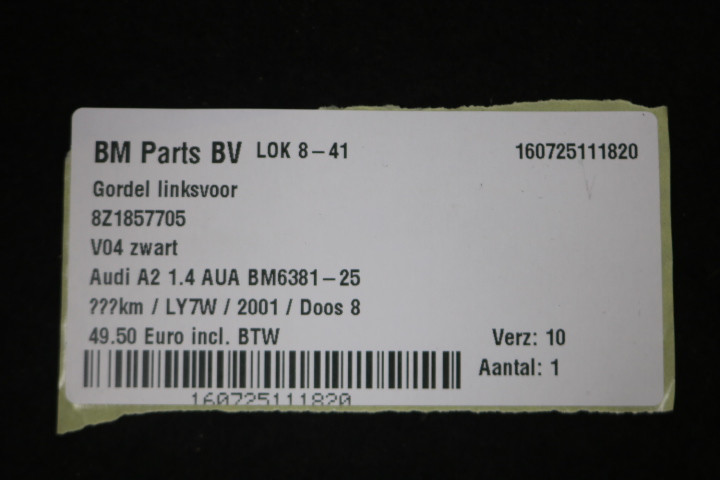 BM Parts BV LOK 8-41 160725111820
Gordel linksvoor
8Z1857705
V04 zwart
Audi A2 1.4 AUA BM6381-25
???km / LY7W / 2001 / Doos 8
49.50 Euro incl. BTW Verz: 10
Aantal: 1
160725111820